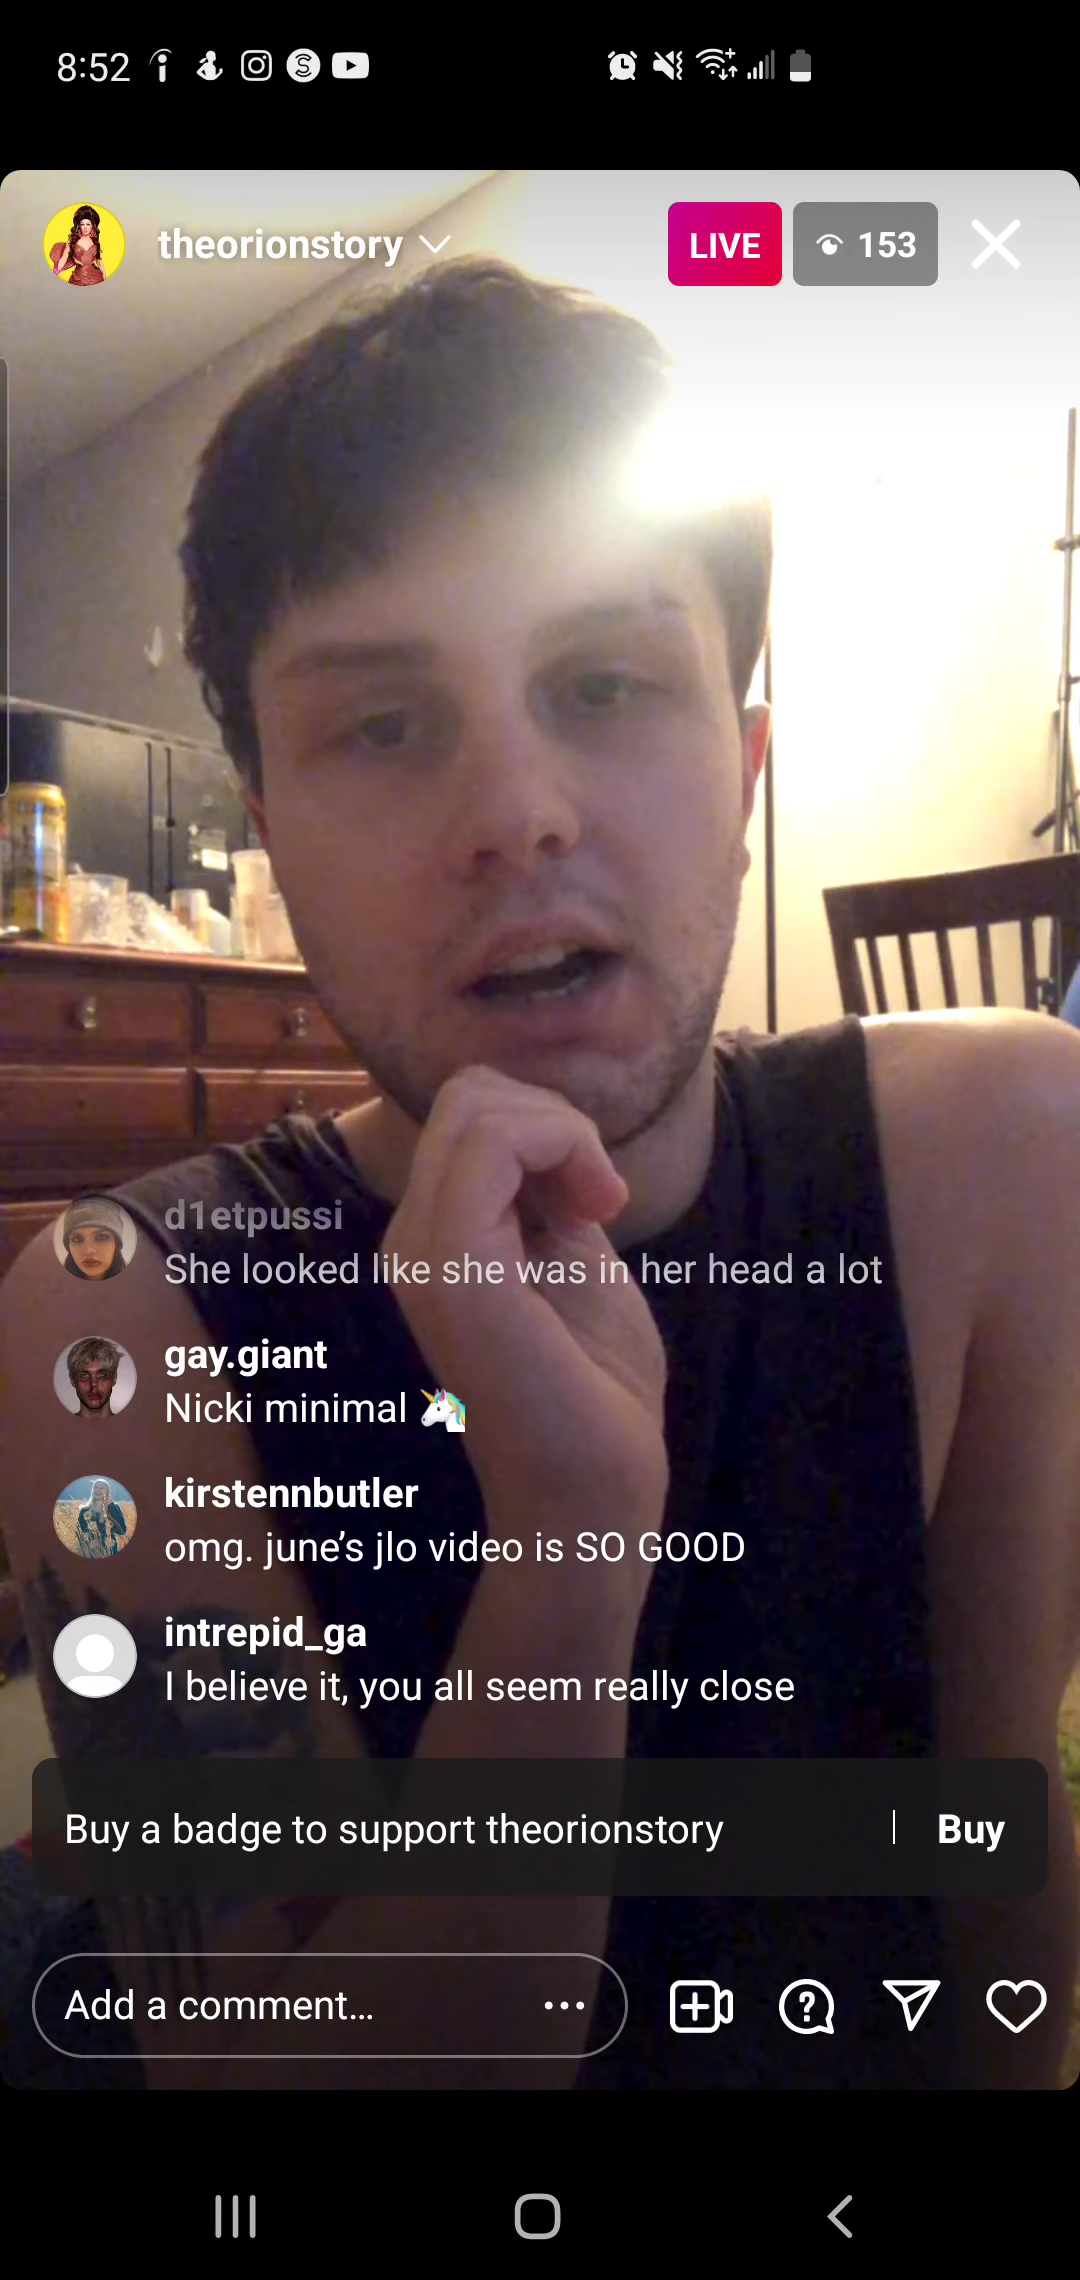 8:52
theorionstory
LIVE
153
d1etpussi
She looked like she was in her head a lot
gay.giant
Nicki minimal 🦄
kirstennbutler
omg. june's jlo video is SO GOOD
intrepid_ga
I believe it, you all seem really close
Buy a badge to support theorionstory | Buy
Add a comment...